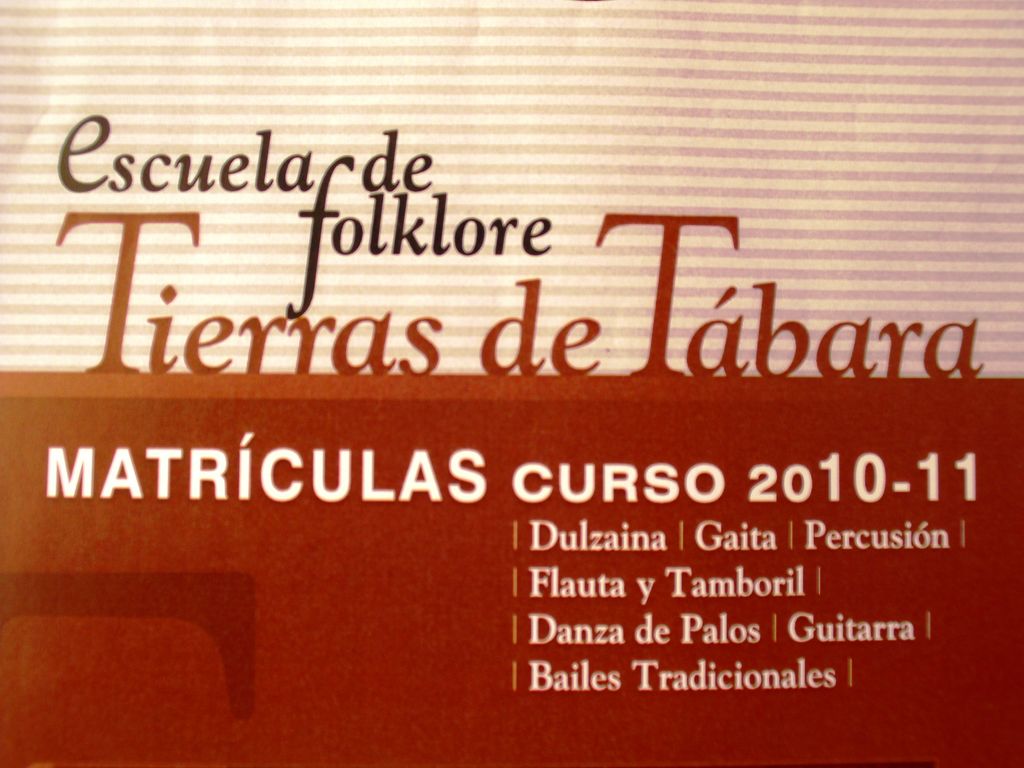 Escuela de
folklore
Tierras de Tábara
MATRÍCULAS CURSO 2010-11
| Dulzaina | Gaita | Percusión |
| Flauta y Tamboril |
| Danza de Palos | Guitarra |
| Bailes Tradicionales |